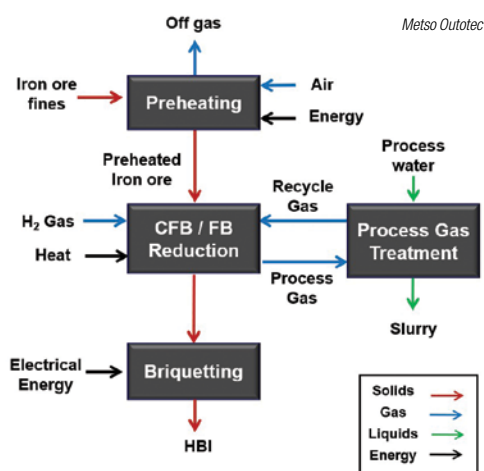 Off gas
Metso Outotec
Iron ore
fines
Preheating
Air
Energy
Preheated
Iron ore
Process
water
Recycle
Gas
H₂ Gas
Heat
CFB / FB
Reduction
Process Gas
Treatment
Process
Gas
Slurry
Electrical
Energy
Briquetting
HBI
Solids
Gas
Liquids
Energy